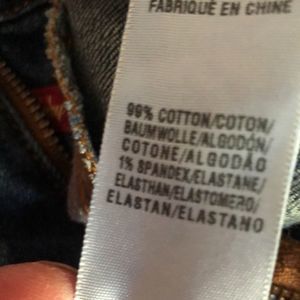 FABRIQUÉ EN CHINE
99% COTTON/COTON/
BAUMWOLLE/ALGODÓN/
COTONE/ALGODÃO
1% SPANDEX/ELASTANE/
ELASTHAN/ELASTOMERO/
ELASTAN/ELASTANO